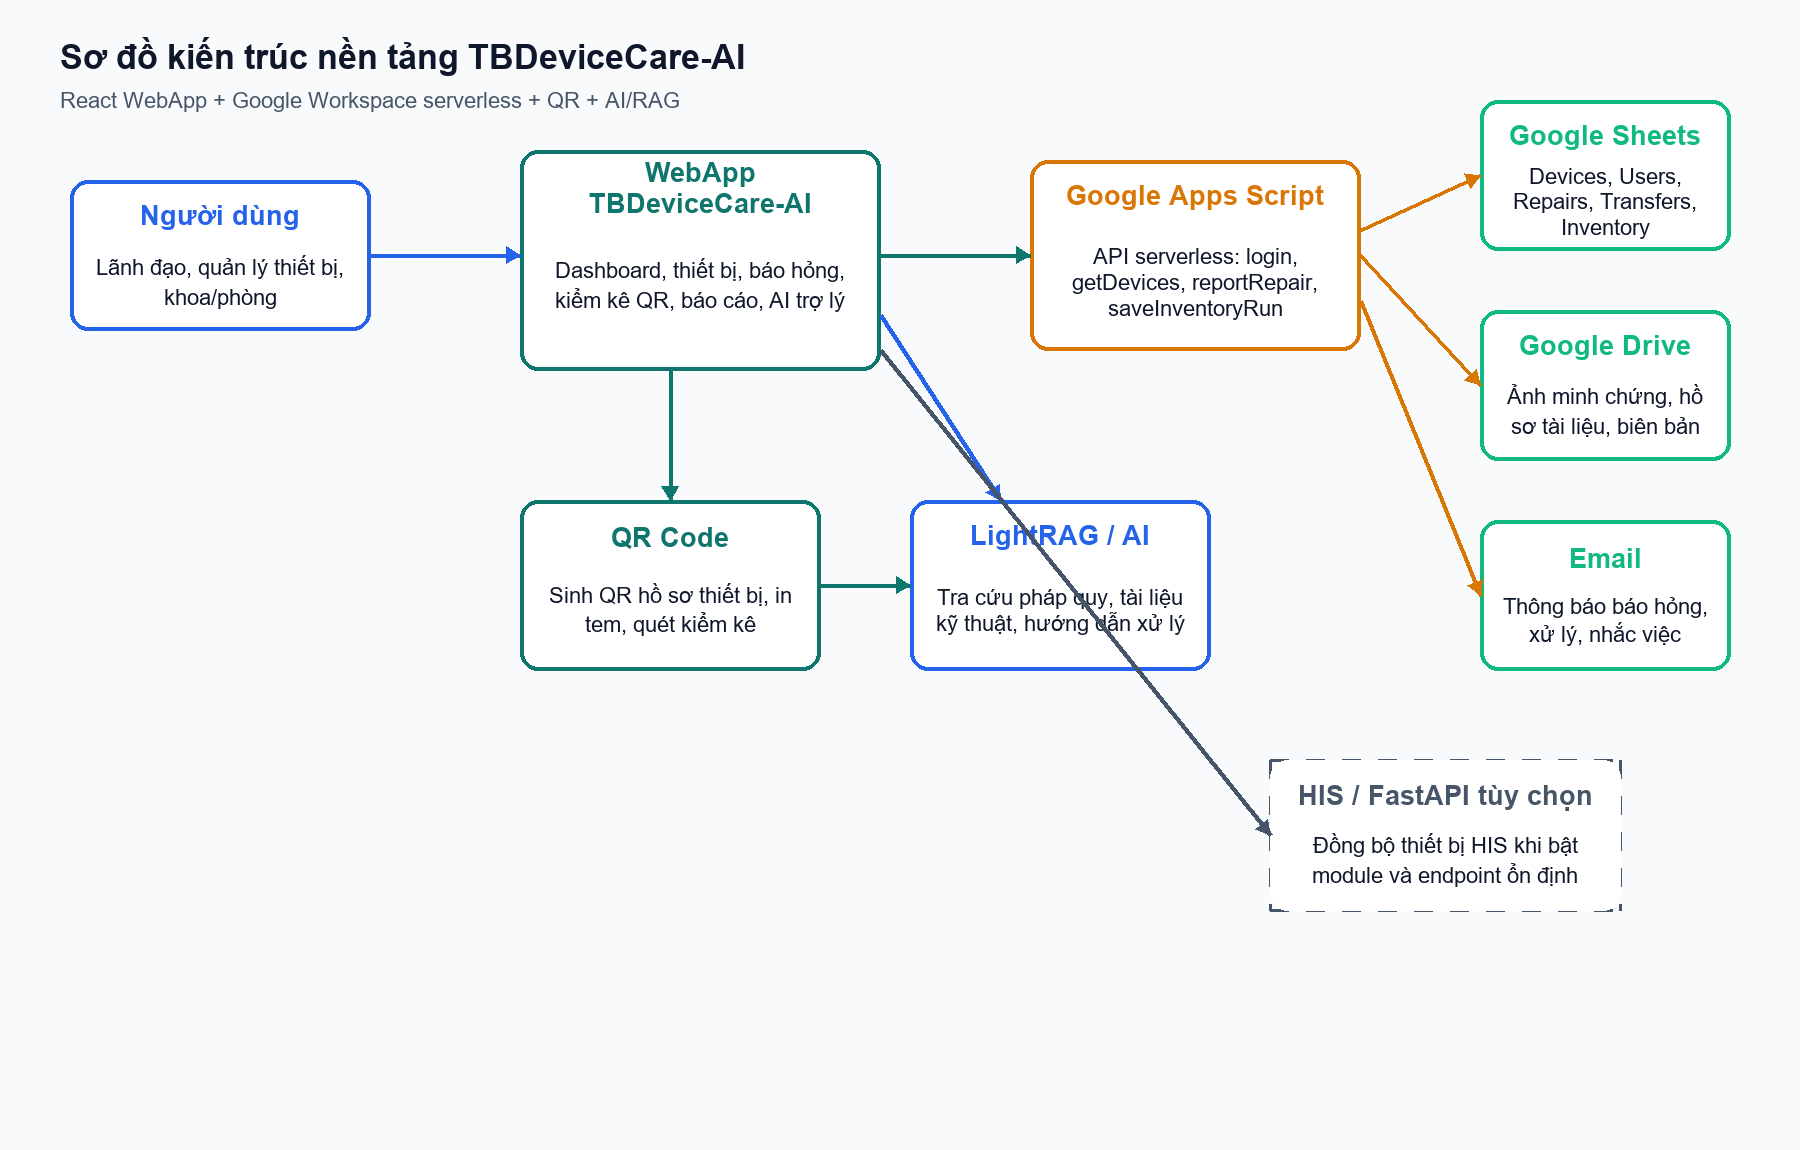 Sơ đồ kiến trúc nền tảng TBDeviceCare-AI
React WebApp + Google Workspace serverless + QR + AI/RAG
Người dùng
Lãnh đạo, quản lý thiết bị,
khoa/phòng
WebApp
TBDeviceCare-AI
Dashboard, thiết bị, báo hỏng,
kiểm kê QR, báo cáo, AI trợ lý
Google Apps Script
API serverless: login,
getDevices, reportRepair,
saveInventoryRun
Google Sheets
Devices, Users,
Repairs, Transfers,
Inventory
Google Drive
Ảnh minh chứng, hồ
sơ tài liệu, biên bản
QR Code
Sinh QR hồ sơ thiết bị, in
tem, quét kiểm kê
LightRAG / AI
Tra cứu pháp quy, tài liệu
kỹ thuật, hướng dẫn xử lý
Email
Thông báo báo hỏng,
xử lý, nhắc việc
HIS / FastAPI tùy chọn
Đồng bộ thiết bị HIS khi bật
module và endpoint ổn định